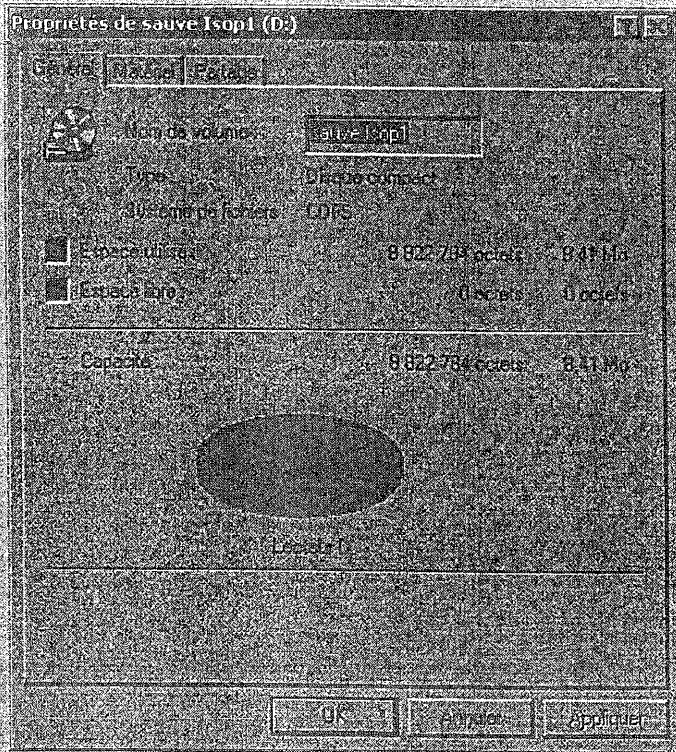 Propriétés de sauve Isop1 (D:)
Général Matériel Partage
Nom de volume : sauve Isop1
Type : Disque compact
Système de fichiers : CDFS
Espace utilisé : 8 822 784 octets 8,41 Mo
Espace libre : 0 octets 0 octets
Capacité : 8 822 784 octets 8,41 Mo
Lecteur D
OK Annuler Appliquer